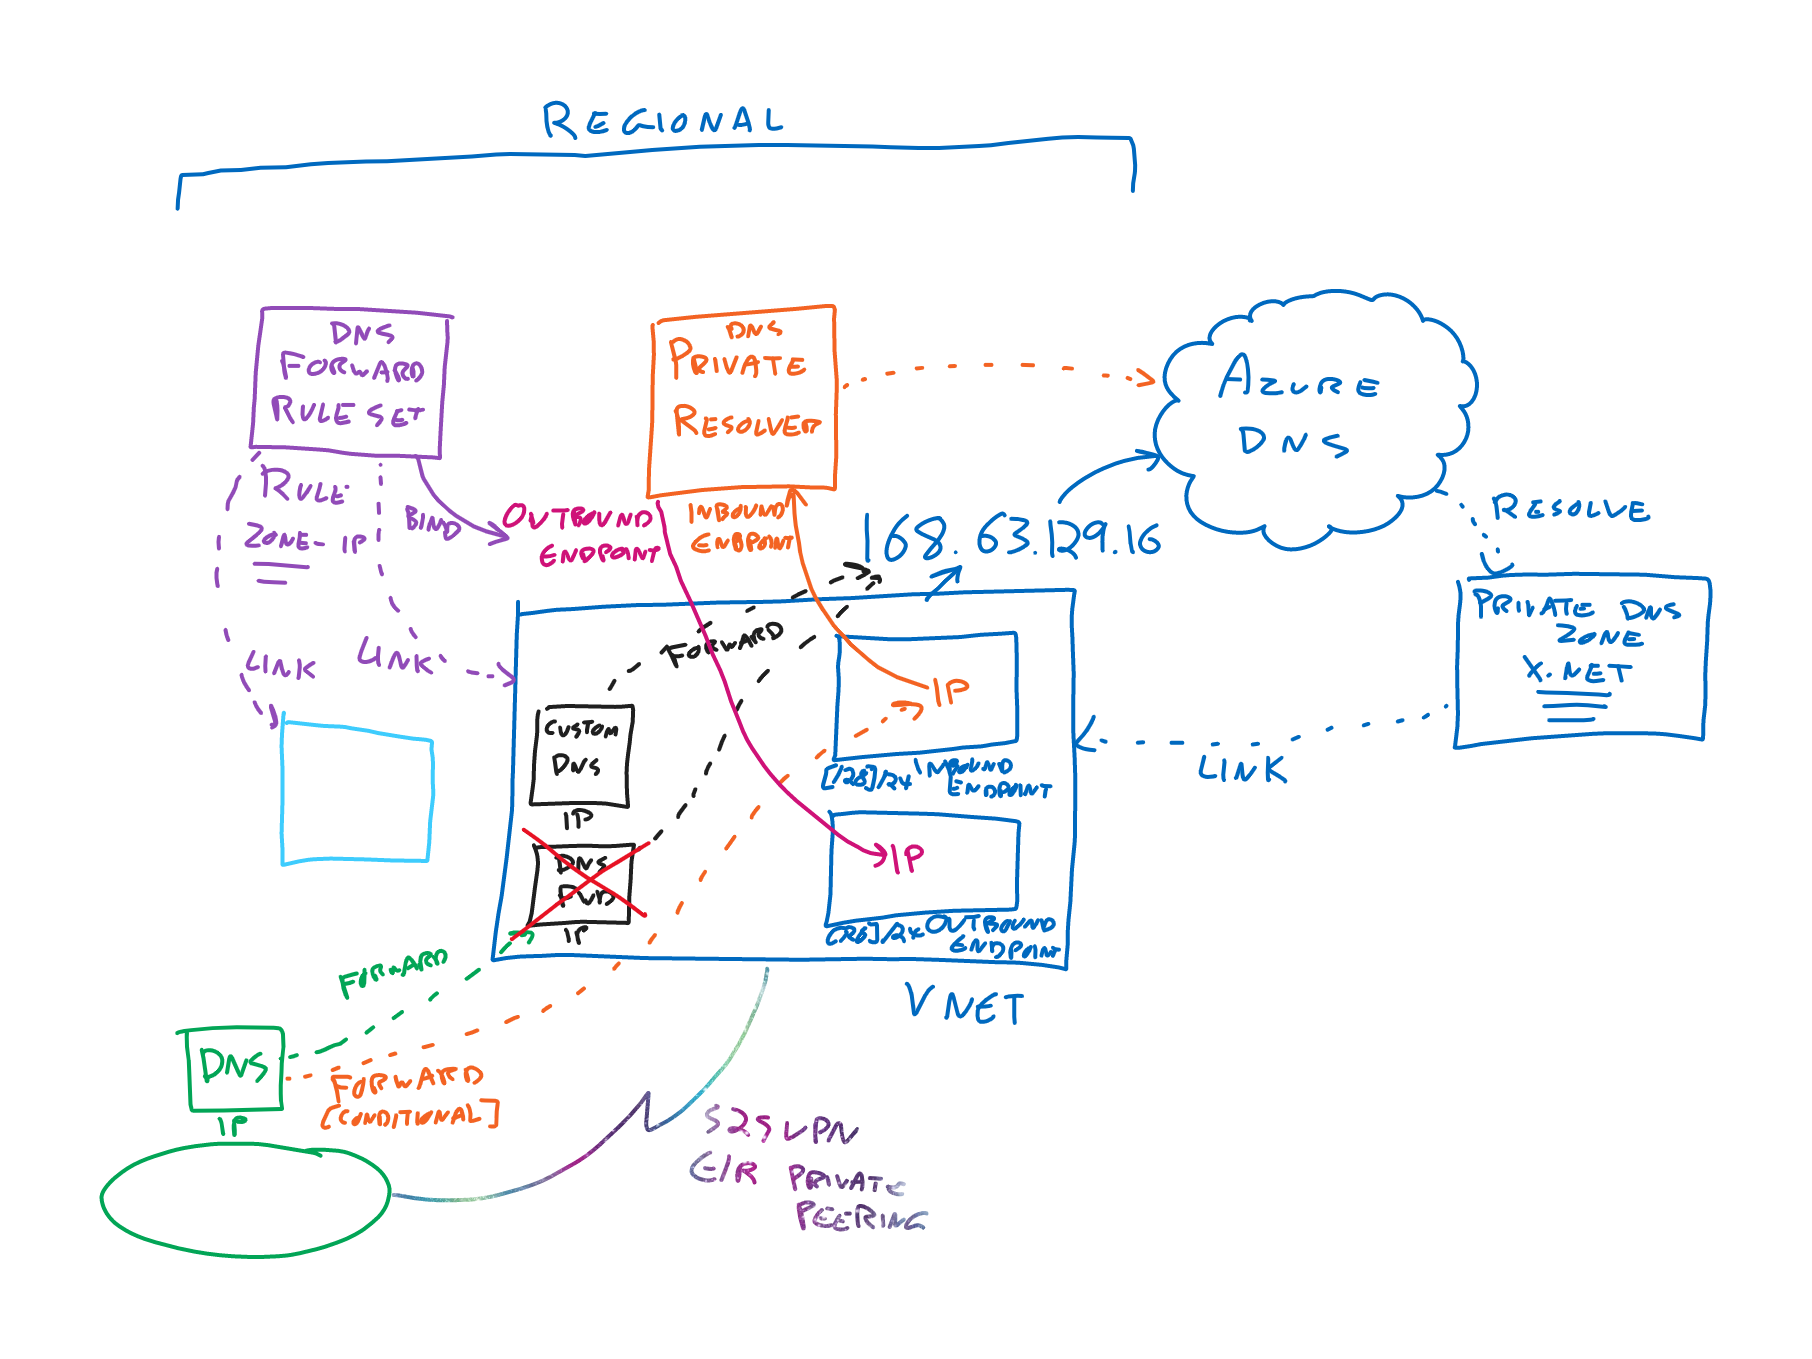 REGIONAL
DNS
FORWARD
RULE SET
DNS
PRIVATE
RESOLVER
AZURE
DNS
RULE
ZONE - IP
BIND
OUTBOUND
ENDPOINT
INBOUND
ENDPOINT
168.63.129.16
RESOLVE
PRIVATE DNS
ZONE
X.NET
LINK
LINK
FORWARD
IP
CUSTOM
DNS
IP
[/28]/24 INBOUND
ENDPOINT
LINK
DNS
FWD
IP
IP
OUTBOUND
ENDPOINT
VNET
FORWARD
DNS
IP
FORWARD
[CONDITIONAL]
S2S VPN
E/R PRIVATE
PEERING